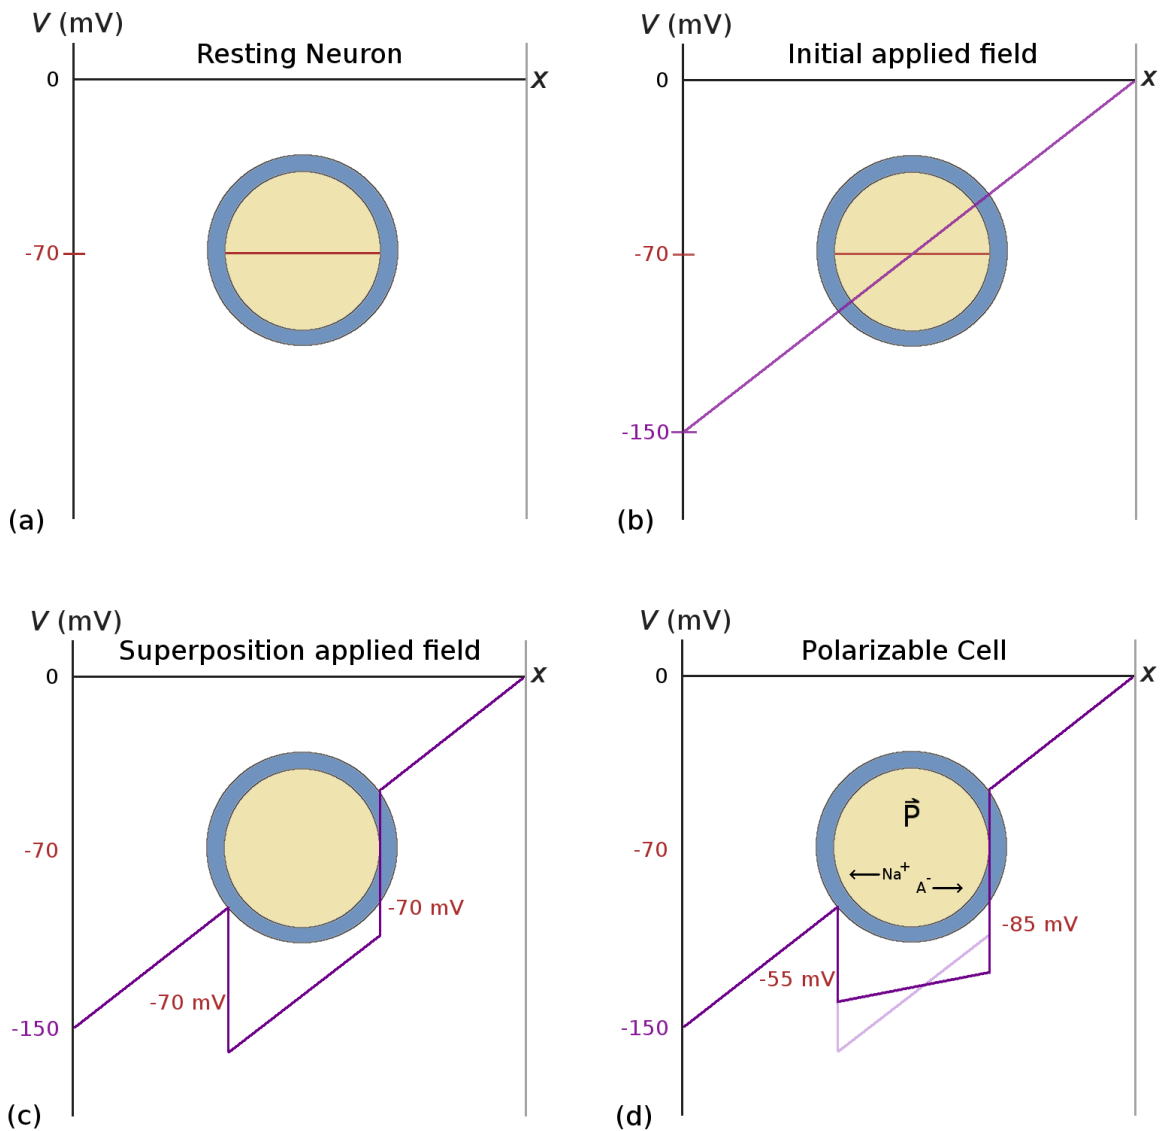 V (mV)
Resting Neuron
0
x
-70
(a)
V (mV)
Initial applied field
0
x
-70
-150
(b)
V (mV)
Superposition applied field
0
x
-70
-70 mV
-70 mV
-150
(c)
V (mV)
Polarizable Cell
0
x
P⃗
-70
Na⁺
A⁻
-85 mV
-55 mV
-150
(d)